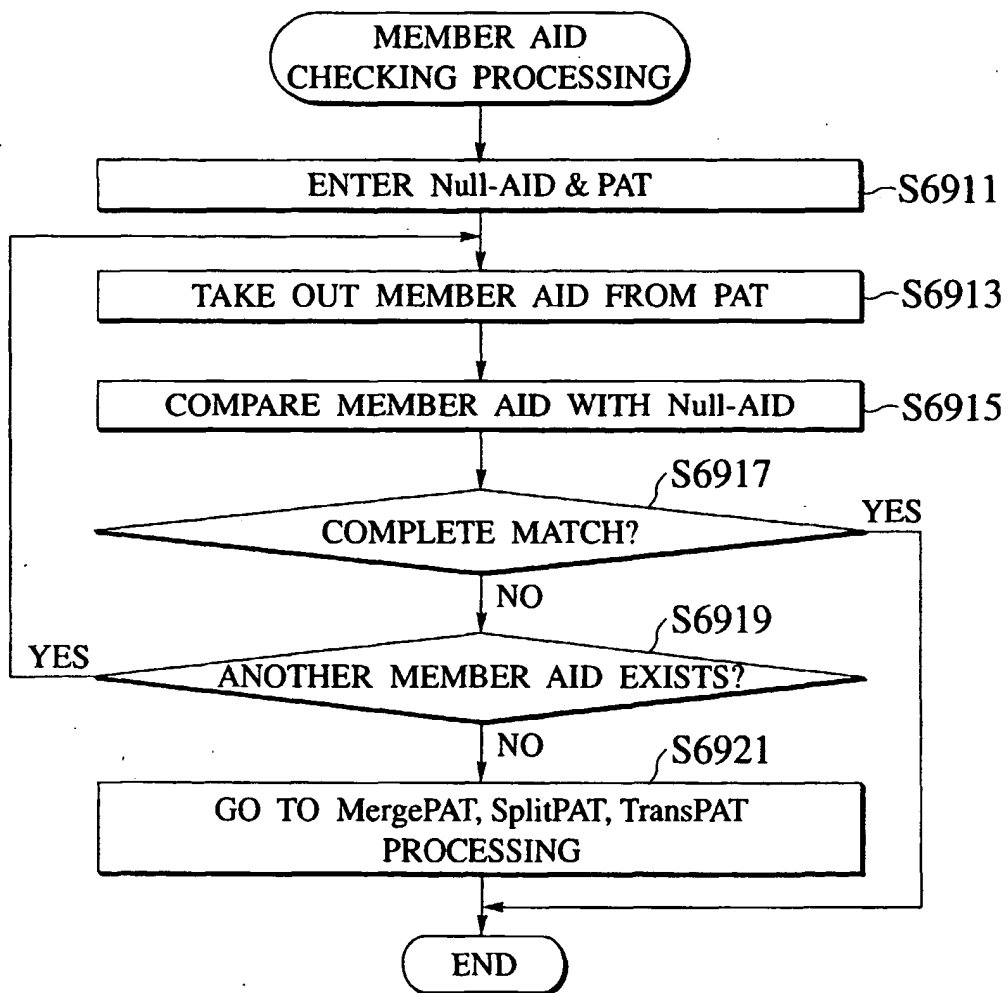 MEMBER AID
CHECKING PROCESSING
ENTER Null-AID & PAT
S6911
TAKE OUT MEMBER AID FROM PAT
S6913
COMPARE MEMBER AID WITH Null-AID
S6915
S6917
COMPLETE MATCH?
YES
NO
S6919
YES
ANOTHER MEMBER AID EXISTS?
NO
S6921
GO TO MergePAT, SplitPAT, TransPAT
PROCESSING
END